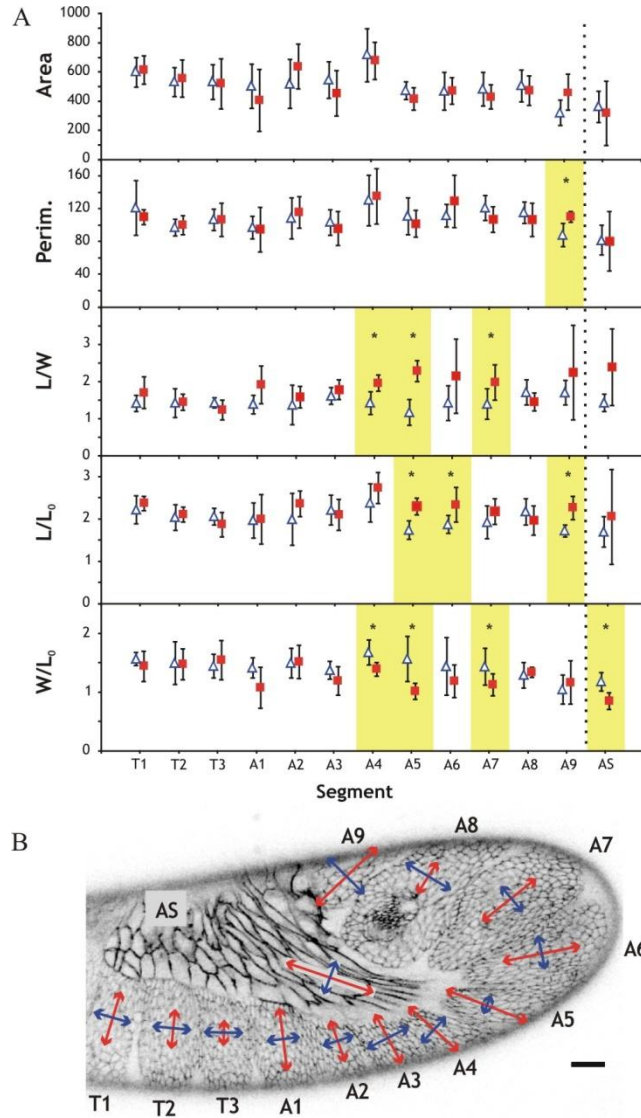 A
Area
1000
800
600
400
200
0
Perim.
160
120
80
40
0
*
L/W
3
2
1
0
* * *
L/L₀
3
2
1
0
* * *
W/L₀
2
1
0
* * * *
T1 T2 T3 A1 A2 A3 A4 A5 A6 A7 A8 A9 AS
Segment
B
A9 A8 A7
AS
A6
A5
A4
A3
A2
T1 T2 T3 A1